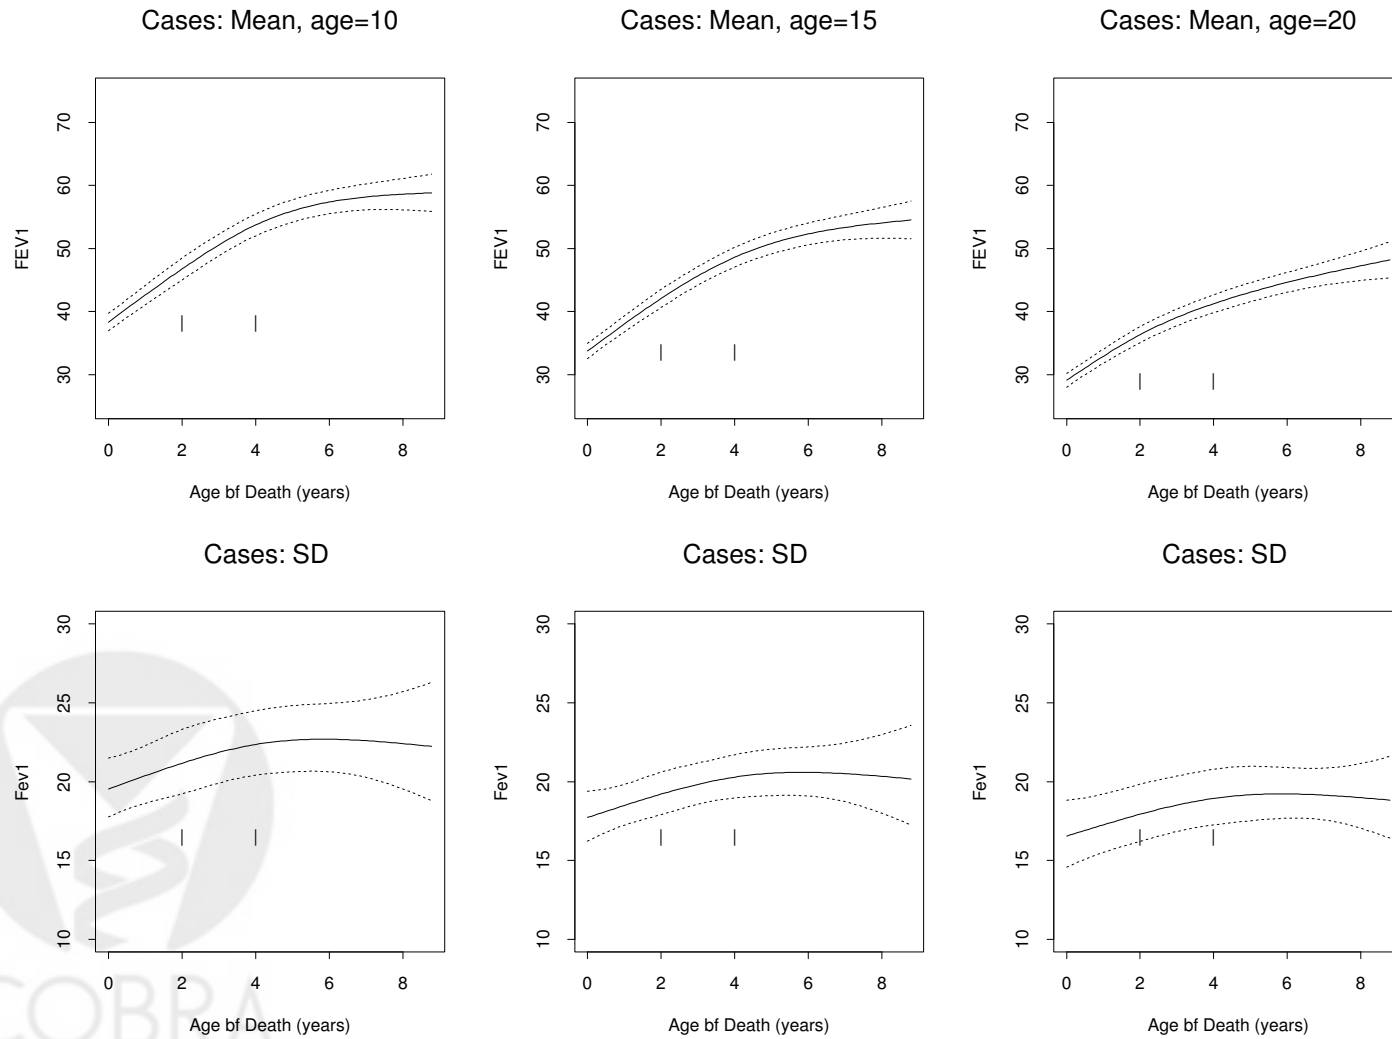 Cases: Mean, age=10
70
60
50
40
30
FEV1
0 2 4 6 8
Age bf Death (years)
Cases: Mean, age=15
70
60
50
40
30
FEV1
0 2 4 6 8
Age bf Death (years)
Cases: Mean, age=20
70
60
50
40
30
FEV1
0 2 4 6 8
Age bf Death (years)
Cases: SD
30
25
20
15
10
Fev1
0 2 4 6 8
Age bf Death (years)
Cases: SD
30
25
20
15
10
Fev1
0 2 4 6 8
Age bf Death (years)
Cases: SD
30
25
20
15
10
Fev1
0 2 4 6 8
Age bf Death (years)
COBRA